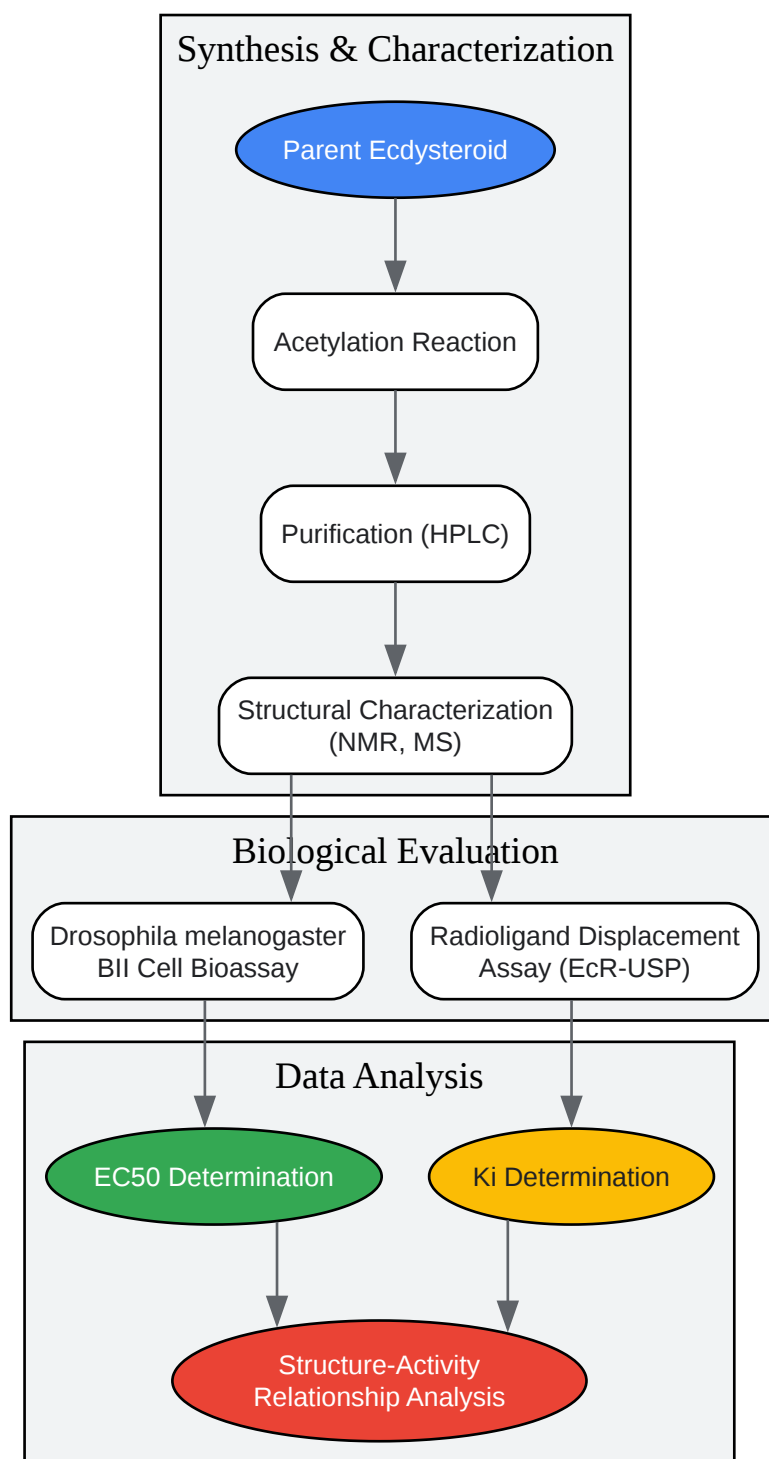 Synthesis & Characterization
Parent Ecdysteroid
Acetylation Reaction
Purification (HPLC)
Structural Characterization
(NMR, MS)
Biological Evaluation
Drosophila melanogaster
BII Cell Bioassay
Radioligand Displacement
Assay (EcR-USP)
Data Analysis
EC50 Determination
Ki Determination
Structure-Activity
Relationship Analysis